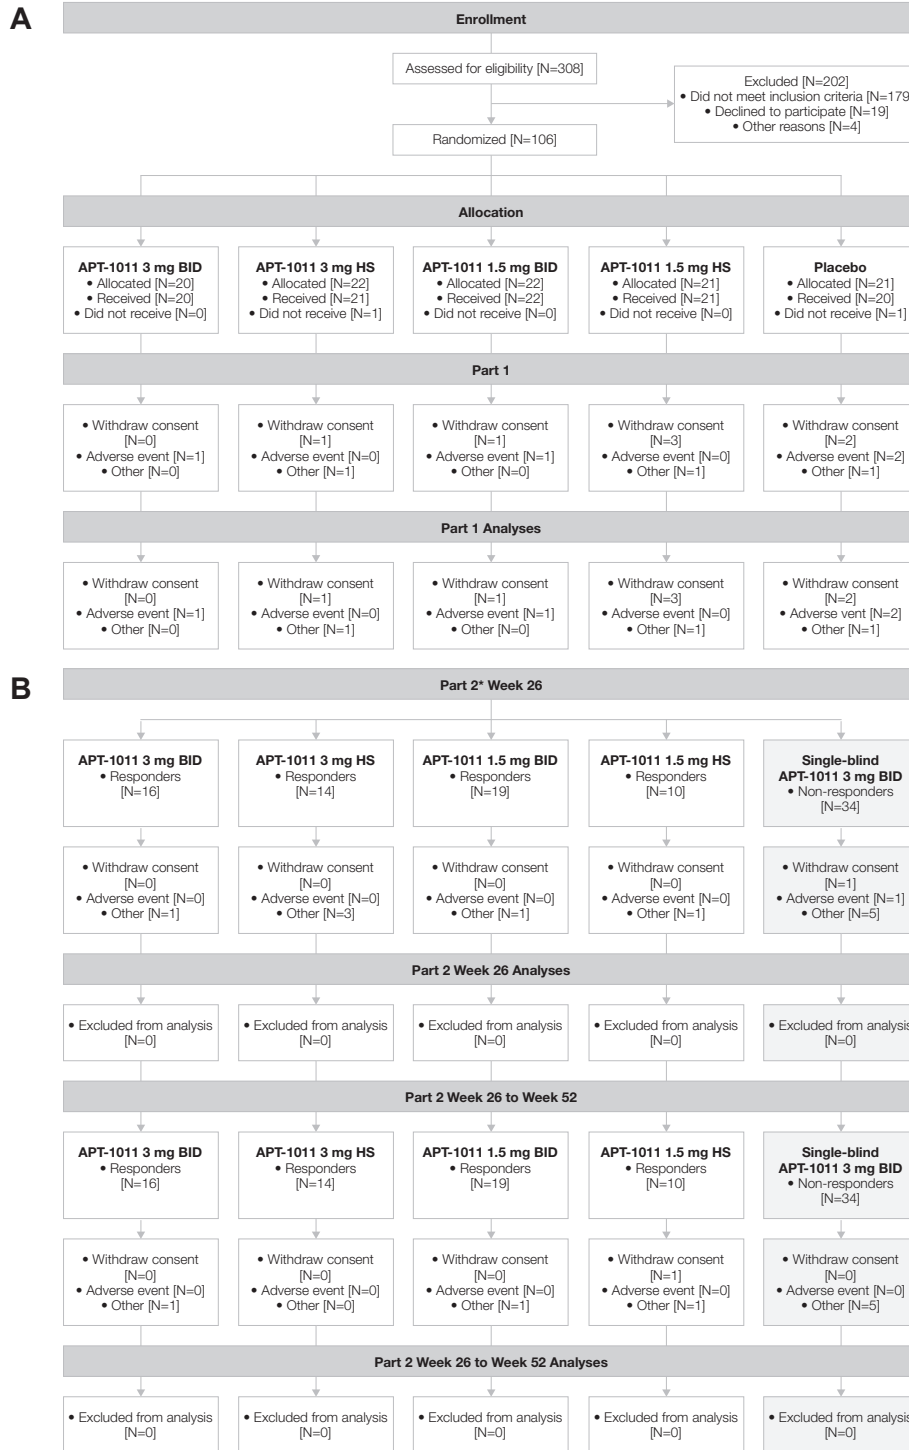 A
Enrollment
Assessed for eligibility [N=308]
Excluded [N=202]
• Did not meet inclusion criteria [N=179
• Declined to participate [N=19]
• Other reasons [N=4]
Randomized [N=106]
Allocation
APT-1011 3 mg BID
• Allocated [N=20]
• Received [N=20]
• Did not receive [N=0]
APT-1011 3 mg HS
• Allocated [N=22]
• Received [N=21]
• Did not receive [N=1]
APT-1011 1.5 mg BID
• Allocated [N=22]
• Received [N=22]
• Did not receive [N=0]
APT-1011 1.5 mg HS
• Allocated [N=21]
• Received [N=21]
• Did not receive [N=0]
Placebo
• Allocated [N=21]
• Received [N=20]
• Did not receive [N=1]
Part 1
• Withdraw consent
[N=0]
• Adverse event [N=1]
• Other [N=0]
• Withdraw consent
[N=1]
• Adverse event [N=0]
• Other [N=1]
• Withdraw consent
[N=1]
• Adverse event [N=1]
• Other [N=0]
• Withdraw consent
[N=3]
• Adverse event [N=0]
• Other [N=1]
• Withdraw consent
[N=2]
• Adverse event [N=2]
• Other [N=1]
Part 1 Analyses
• Withdraw consent
[N=0]
• Adverse event [N=1]
• Other [N=0]
• Withdraw consent
[N=1]
• Adverse event [N=0]
• Other [N=1]
• Withdraw consent
[N=1]
• Adverse event [N=1]
• Other [N=0]
• Withdraw consent
[N=3]
• Adverse event [N=0]
• Other [N=1]
• Withdraw consent
[N=2]
• Adverse vent [N=2]
• Other [N=1]
B
Part 2* Week 26
APT-1011 3 mg BID
• Responders
[N=16]
APT-1011 3 mg HS
• Responders
[N=14]
APT-1011 1.5 mg BID
• Responders
[N=19]
APT-1011 1.5 mg HS
• Responders
[N=10]
Single-blind
APT-1011 3 mg BID
• Non-responders
[N=34]
• Withdraw consent
[N=0]
• Adverse event [N=0]
• Other [N=1]
• Withdraw consent
[N=0]
• Adverse event [N=0]
• Other [N=3]
• Withdraw consent
[N=0]
• Adverse event [N=0]
• Other [N=1]
• Withdraw consent
[N=0]
• Adverse event [N=0]
• Other [N=1]
• Withdraw consent
[N=1]
• Adverse event [N=1]
• Other [N=5]
Part 2 Week 26 Analyses
• Excluded from analysis
[N=0]
• Excluded from analysis
[N=0]
• Excluded from analysis
[N=0]
• Excluded from analysis
[N=0]
• Excluded from analysis
[N=0]
Part 2 Week 26 to Week 52
APT-1011 3 mg BID
• Responders
[N=16]
APT-1011 3 mg HS
• Responders
[N=14]
APT-1011 1.5 mg BID
• Responders
[N=19]
APT-1011 1.5 mg HS
• Responders
[N=10]
Single-blind
APT-1011 3 mg BID
• Non-responders
[N=34]
• Withdraw consent
[N=0]
• Adverse event [N=0]
• Other [N=1]
• Withdraw consent
[N=0]
• Adverse event [N=0]
• Other [N=0]
• Withdraw consent
[N=0]
• Adverse event [N=0]
• Other [N=1]
• Withdraw consent
[N=1]
• Adverse event [N=0]
• Other [N=1]
• Withdraw consent
[N=0]
• Adverse event [N=0]
• Other [N=5]
Part 2 Week 26 to Week 52 Analyses
• Excluded from analysis
[N=0]
• Excluded from analysis
[N=0]
• Excluded from analysis
[N=0]
• Excluded from analysis
[N=0]
• Excluded from analysis
[N=0]